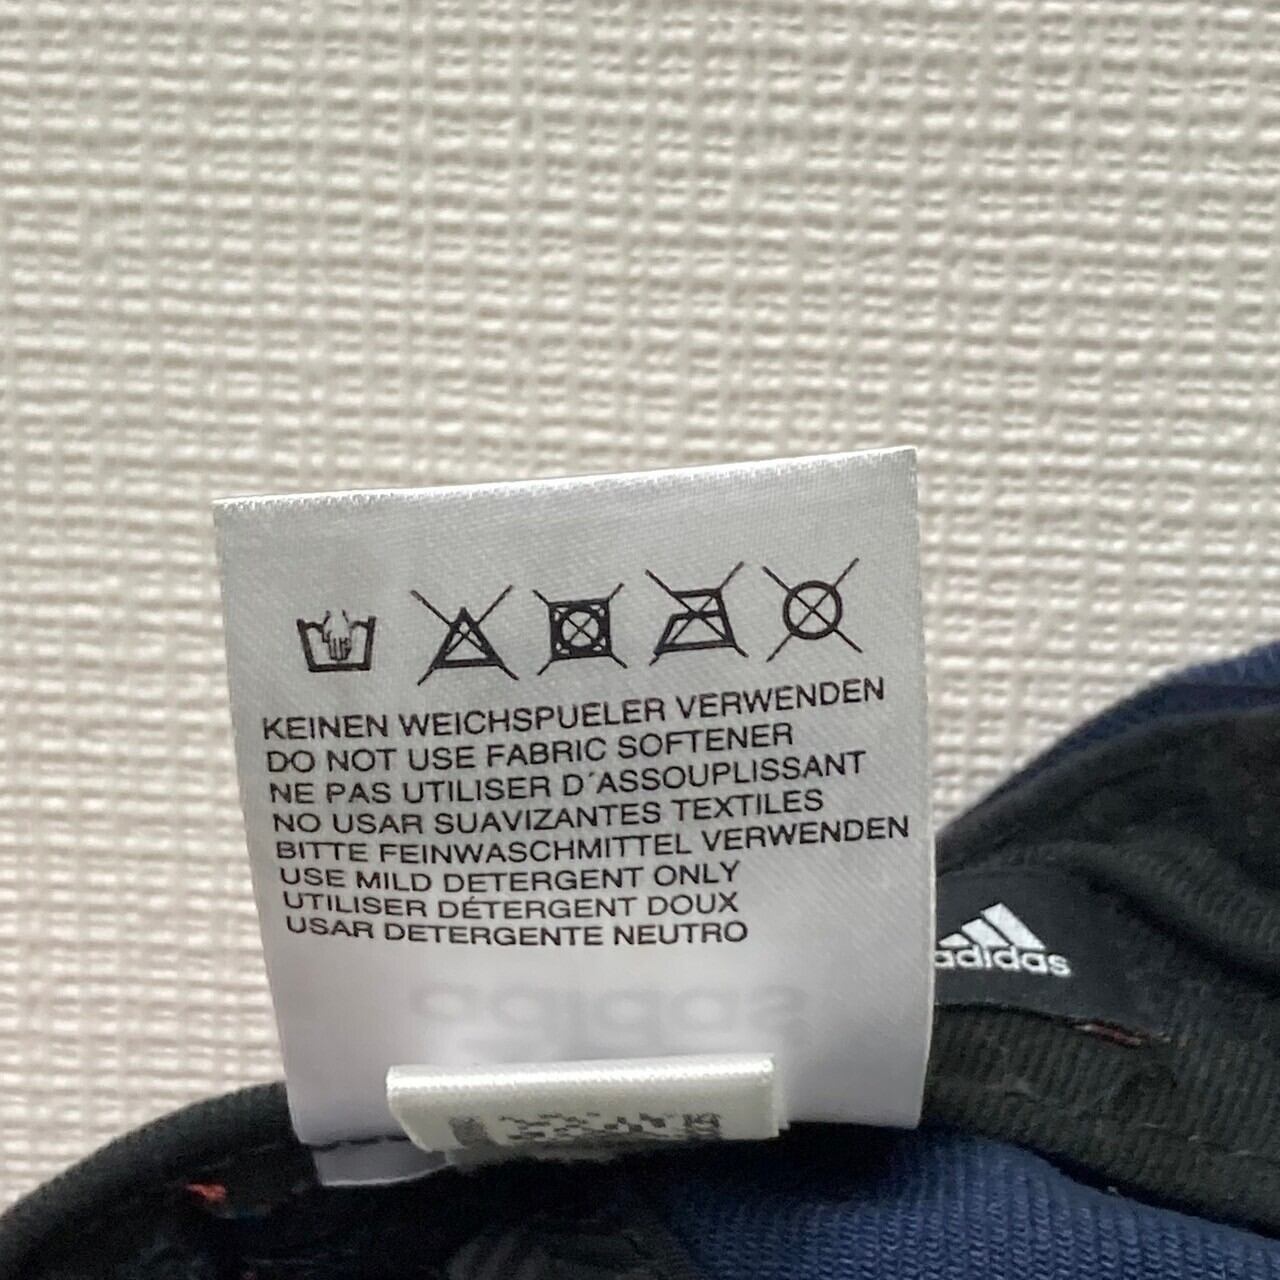 KEINEN WEICHSPUELER VERWENDEN
DO NOT USE FABRIC SOFTENER
NE PAS UTILISER D´ASSOUPLISSANT
NO USAR SUAVIZANTES TEXTILES
BITTE FEINWASCHMITTEL VERWENDEN
USE MILD DETERGENT ONLY
UTILISER DÉTERGENT DOUX
USAR DETERGENTE NEUTRO
adidas
adidas